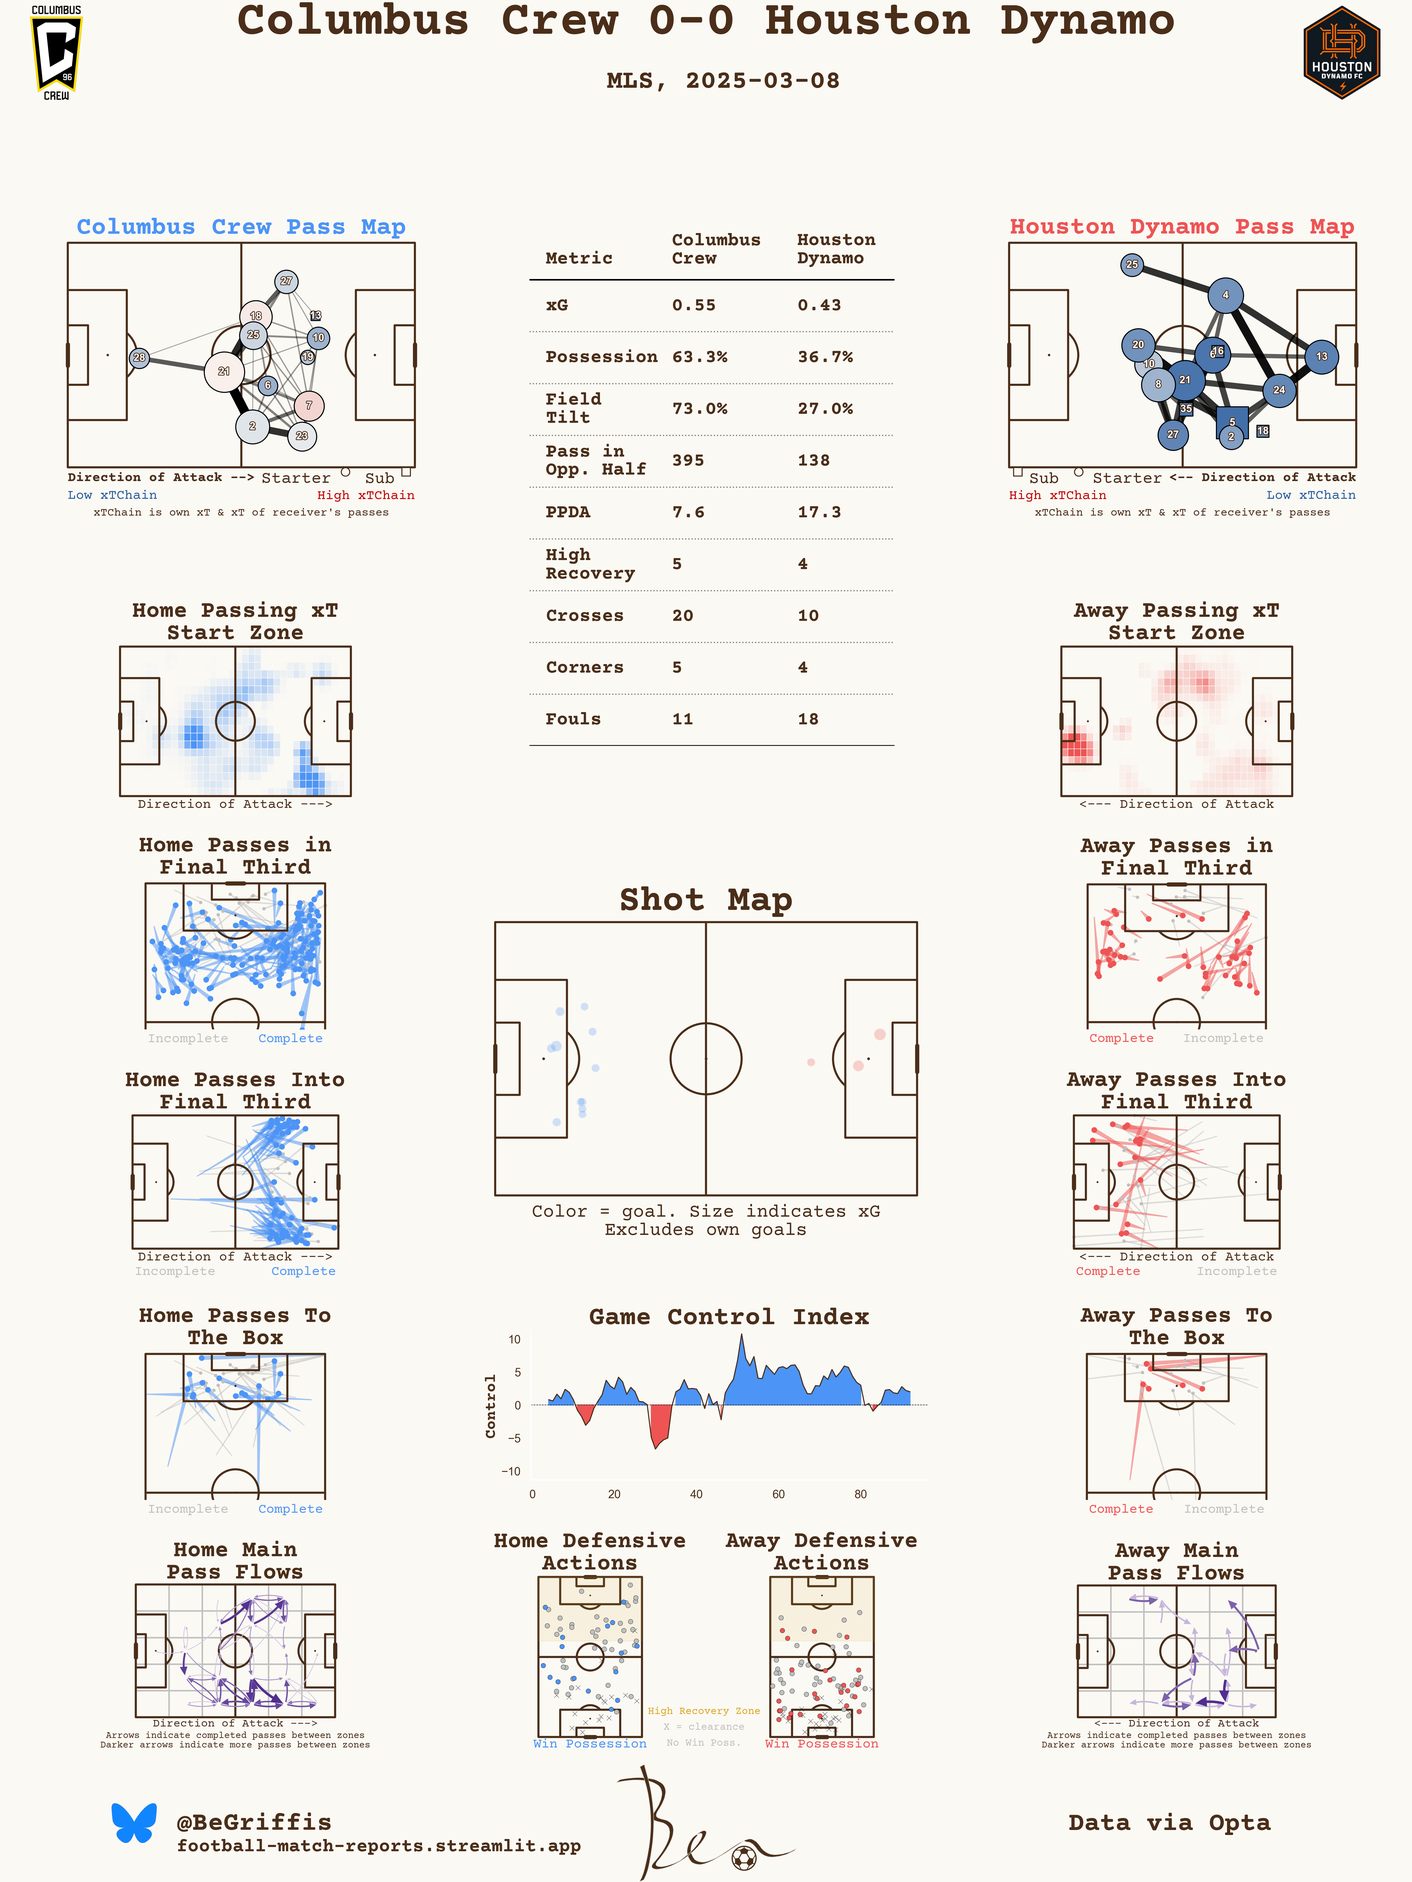 Columbus Crew 0-0 Houston Dynamo
MLS, 2025-03-08
COLUMBUS
96
CREW
HOUSTON
DYNAMO FC
Columbus Crew Pass Map
27
18
13
25
10
19
28
21
6
7
2
23
Direction of Attack --> Starter Sub
Low xTChain High xTChain
xTChain is own xT & xT of receiver's passes
Metric Columbus Crew Houston Dynamo
xG 0.55 0.43
Possession 63.3% 36.7%
Field Tilt 73.0% 27.0%
Pass in Opp. Half 395 138
PPDA 7.6 17.3
High Recovery 5 4
Crosses 20 10
Corners 5 4
Fouls 11 18
Houston Dynamo Pass Map
25
4
20
16
6
13
10
8
21
24
35
5
27
2
18
Sub Starter <-- Direction of Attack
High xTChain Low xTChain
xTChain is own xT & xT of receiver's passes
Home Passing xT
Start Zone
Direction of Attack --->
Away Passing xT
Start Zone
<--- Direction of Attack
Home Passes in
Final Third
Incomplete Complete
Away Passes in
Final Third
Complete Incomplete
Shot Map
Color = goal. Size indicates xG
Excludes own goals
Home Passes Into
Final Third
Direction of Attack --->
Incomplete Complete
Away Passes Into
Final Third
<--- Direction of Attack
Complete Incomplete
Home Passes To
The Box
Incomplete Complete
Game Control Index
Control
10
5
0
−5
−10
0 20 40 60 80
Away Passes To
The Box
Complete Incomplete
Home Main
Pass Flows
Direction of Attack --->
Arrows indicate completed passes between zones
Darker arrows indicate more passes between zones
Home Defensive
Actions
Win Possession
Away Defensive
Actions
Win Possession
High Recovery Zone
X = clearance
No Win Poss.
Away Main
Pass Flows
<--- Direction of Attack
Arrows indicate completed passes between zones
Darker arrows indicate more passes between zones
@BeGriffis
football-match-reports.streamlit.app
Ben
Data via Opta